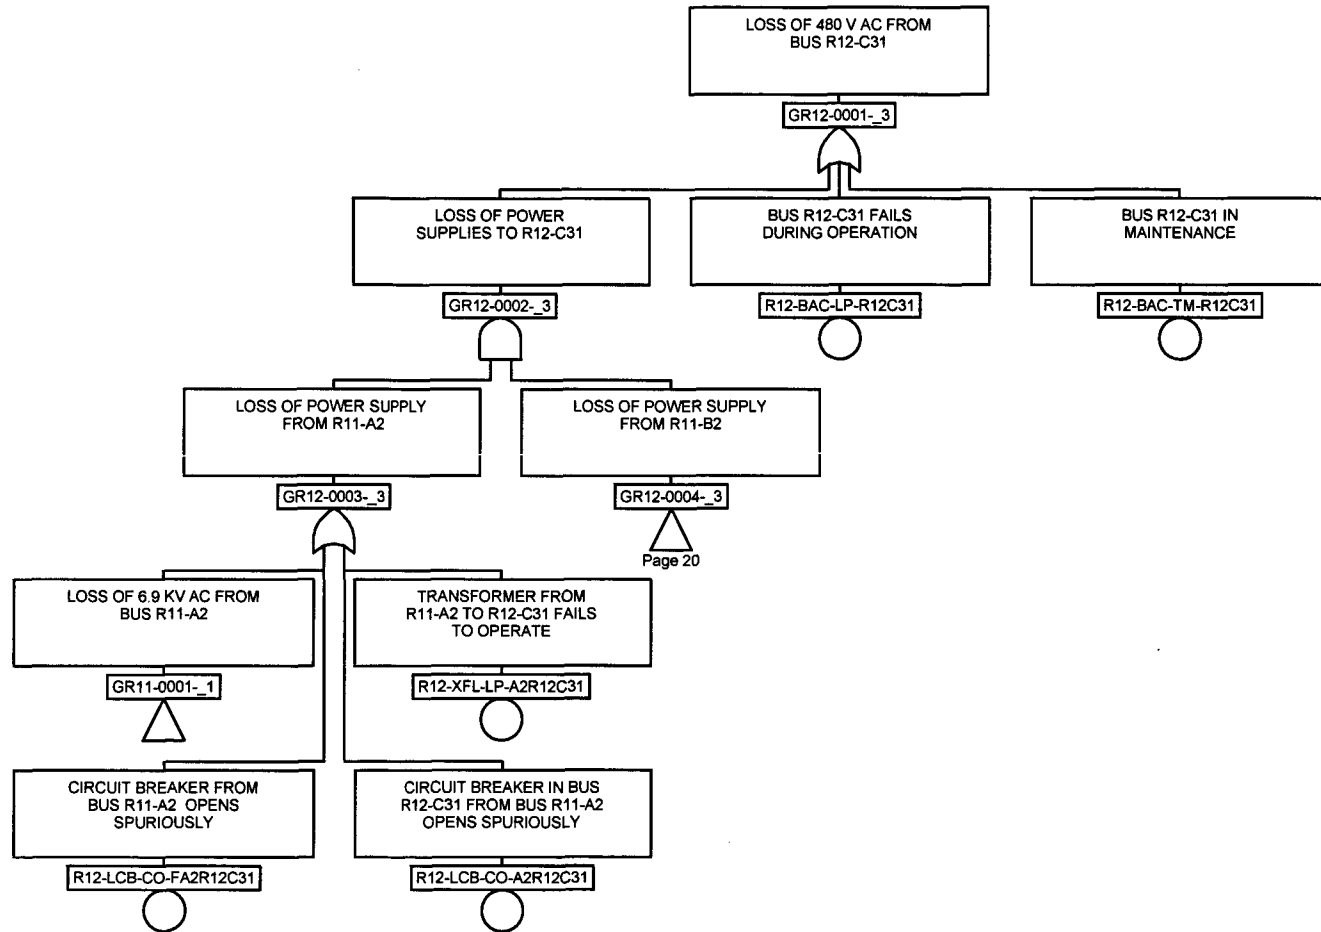 LOSS OF 480 V AC FROM
BUS R12-C31
GR12-0001-_3
LOSS OF POWER
SUPPLIES TO R12-C31
GR12-0002-_3
BUS R12-C31 FAILS
DURING OPERATION
R12-BAC-LP-R12C31
BUS R12-C31 IN
MAINTENANCE
R12-BAC-TM-R12C31
LOSS OF POWER SUPPLY
FROM R11-A2
GR12-0003-_3
LOSS OF POWER SUPPLY
FROM R11-B2
GR12-0004-_3
Page 20
LOSS OF 6.9 KV AC FROM
BUS R11-A2
GR11-0001-_1
TRANSFORMER FROM
R11-A2 TO R12-C31 FAILS
TO OPERATE
R12-XFL-LP-A2R12C31
CIRCUIT BREAKER FROM
BUS R11-A2 OPENS
SPURIOUSLY
R12-LCB-CO-FA2R12C31
CIRCUIT BREAKER IN BUS
R12-C31 FROM BUS R11-A2
OPENS SPURIOUSLY
R12-LCB-CO-A2R12C31